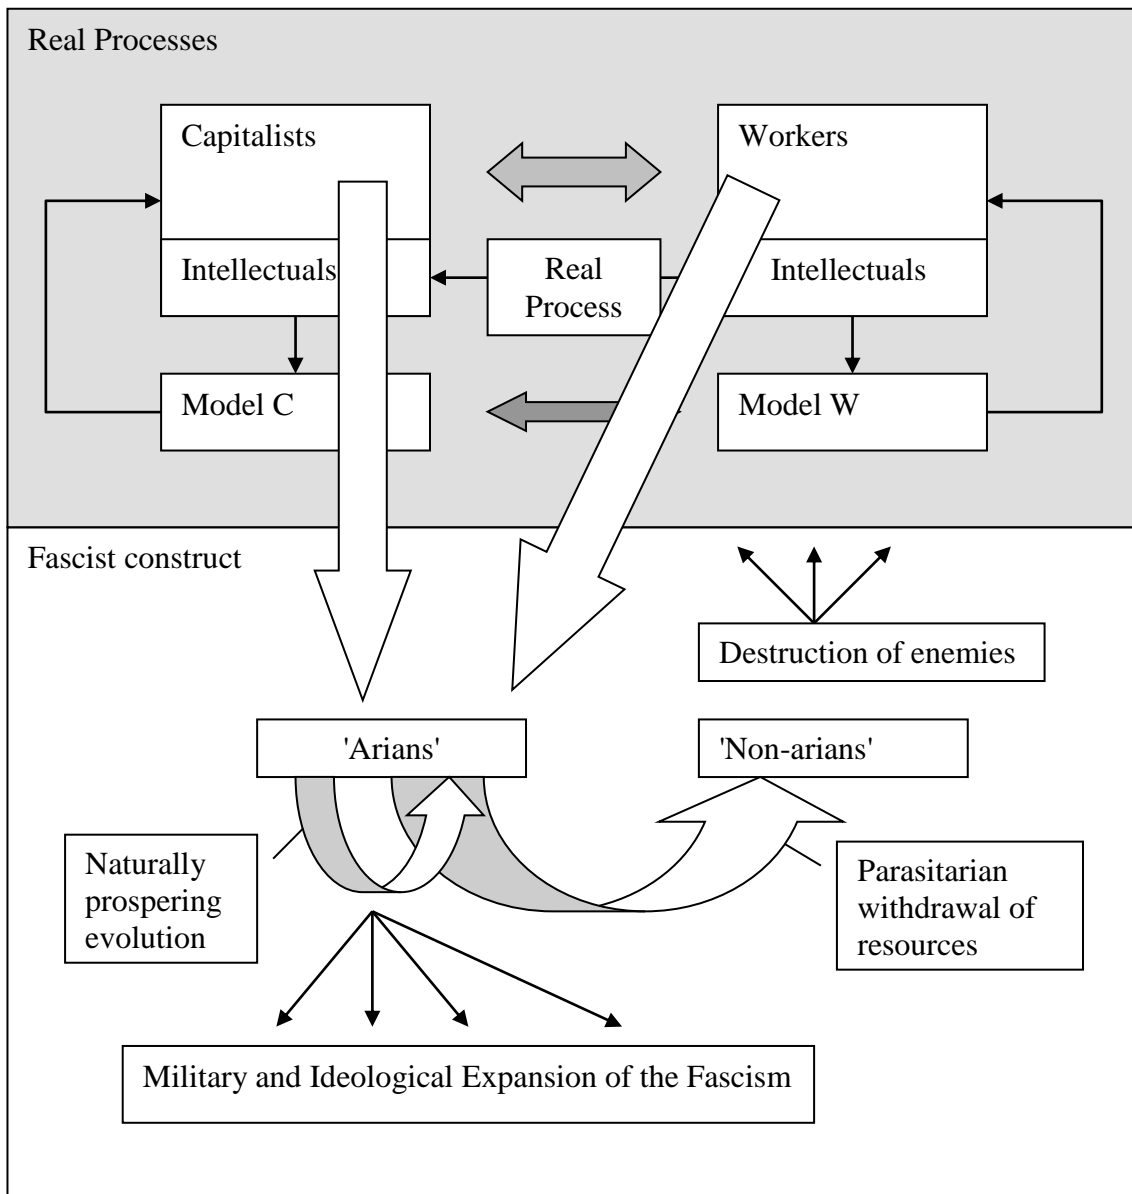 Real Processes
Capitalists
Workers
Intellectuals
Real
Process
Intellectuals
Model C
Model W
Fascist construct
Destruction of enemies
'Arians'
'Non-arians'
Naturally
prospering
evolution
Parasitarian
withdrawal of
resources
Military and Ideological Expansion of the Fascism